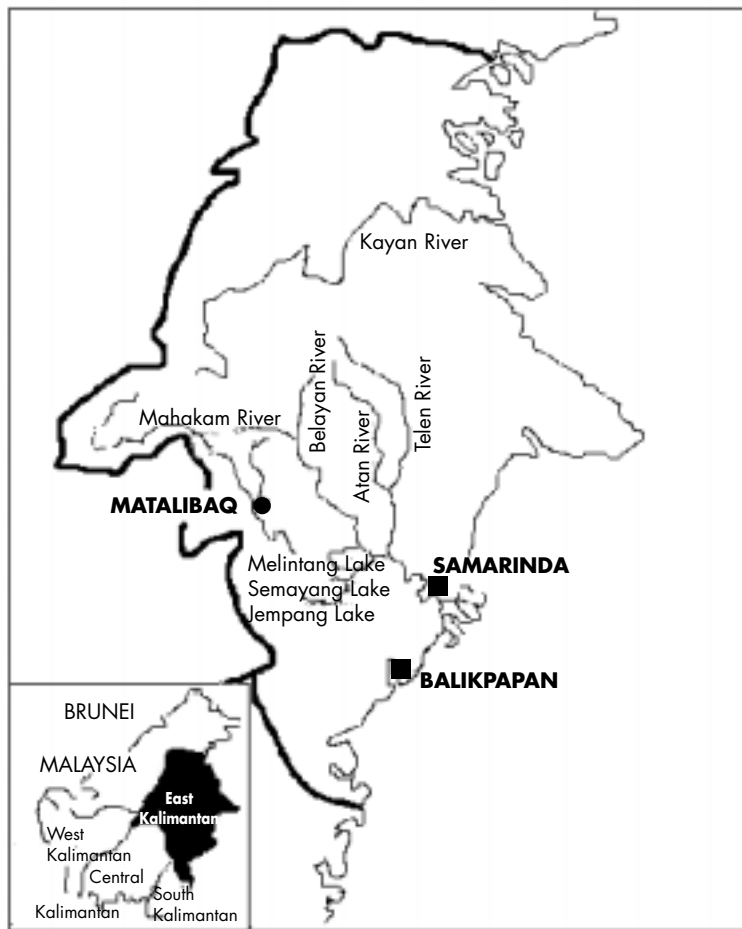 Kayan River
Belayan River
Telen River
Mahakam River
Atan River
MATALIBAQ
Melintang Lake
Semayang Lake
Jempang Lake
SAMARINDA
BALIKPAPAN
BRUNEI
MALAYSIA
East
Kalimantan
West
Kalimantan
Central
Kalimantan
South
Kalimantan